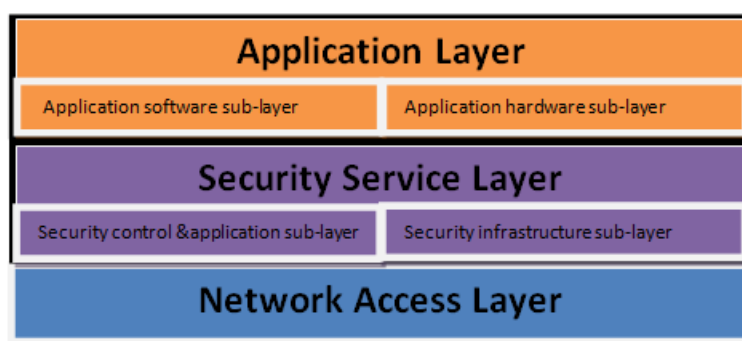 Application Layer
Application software sub-layer Application hardware sub-layer
Security Service Layer
Security control &application sub-layer Security infrastructure sub-layer
Network Access Layer